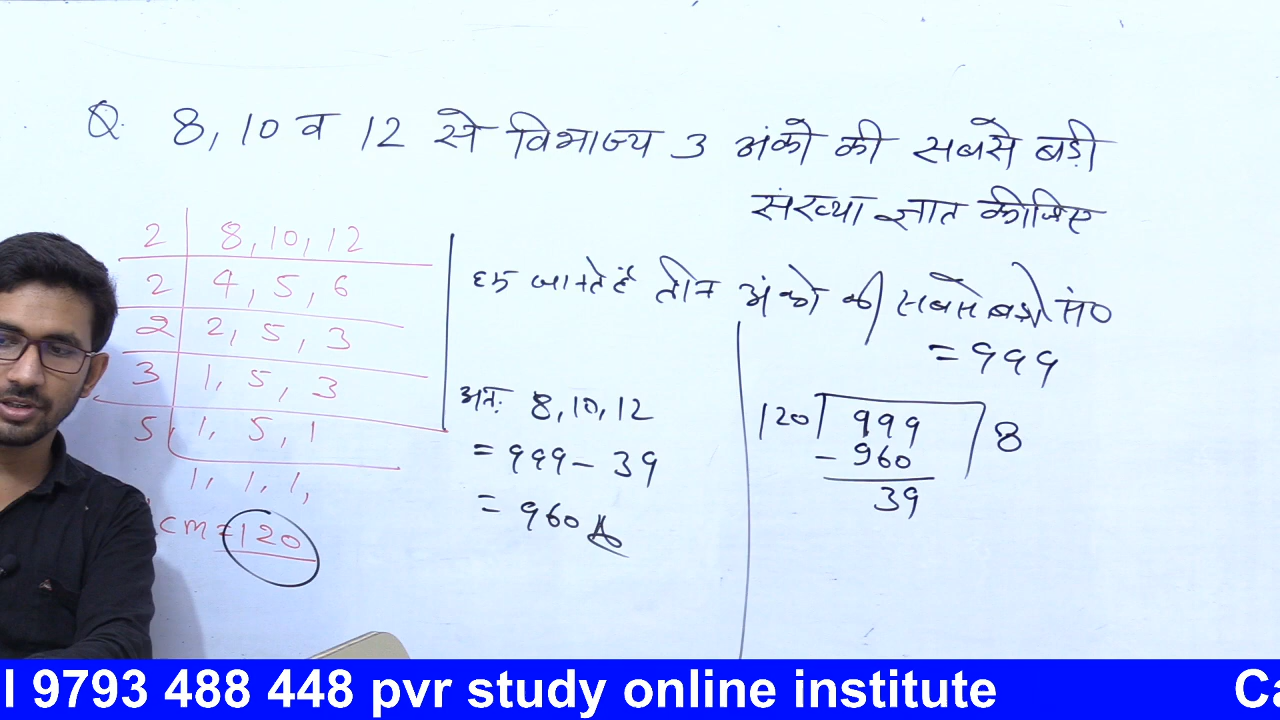 Q. 8, 10 व 12 से विभाज्य 3 अंको की सबसे बड़ी
संख्या ज्ञात कीजिए
2 8, 10, 12
2 4, 5, 6
2 2, 5, 3
3 1, 5, 3
5 1, 5, 1
1, 1, 1,
cm = 120
हम जानते हैं तीन अंको की सबसे बड़ी सं०
= 999
अतः 8, 10, 12
= 999 - 39
= 960 A
120 999 8
- 960
39
l 9793 488 448 pvr study online institute Ca